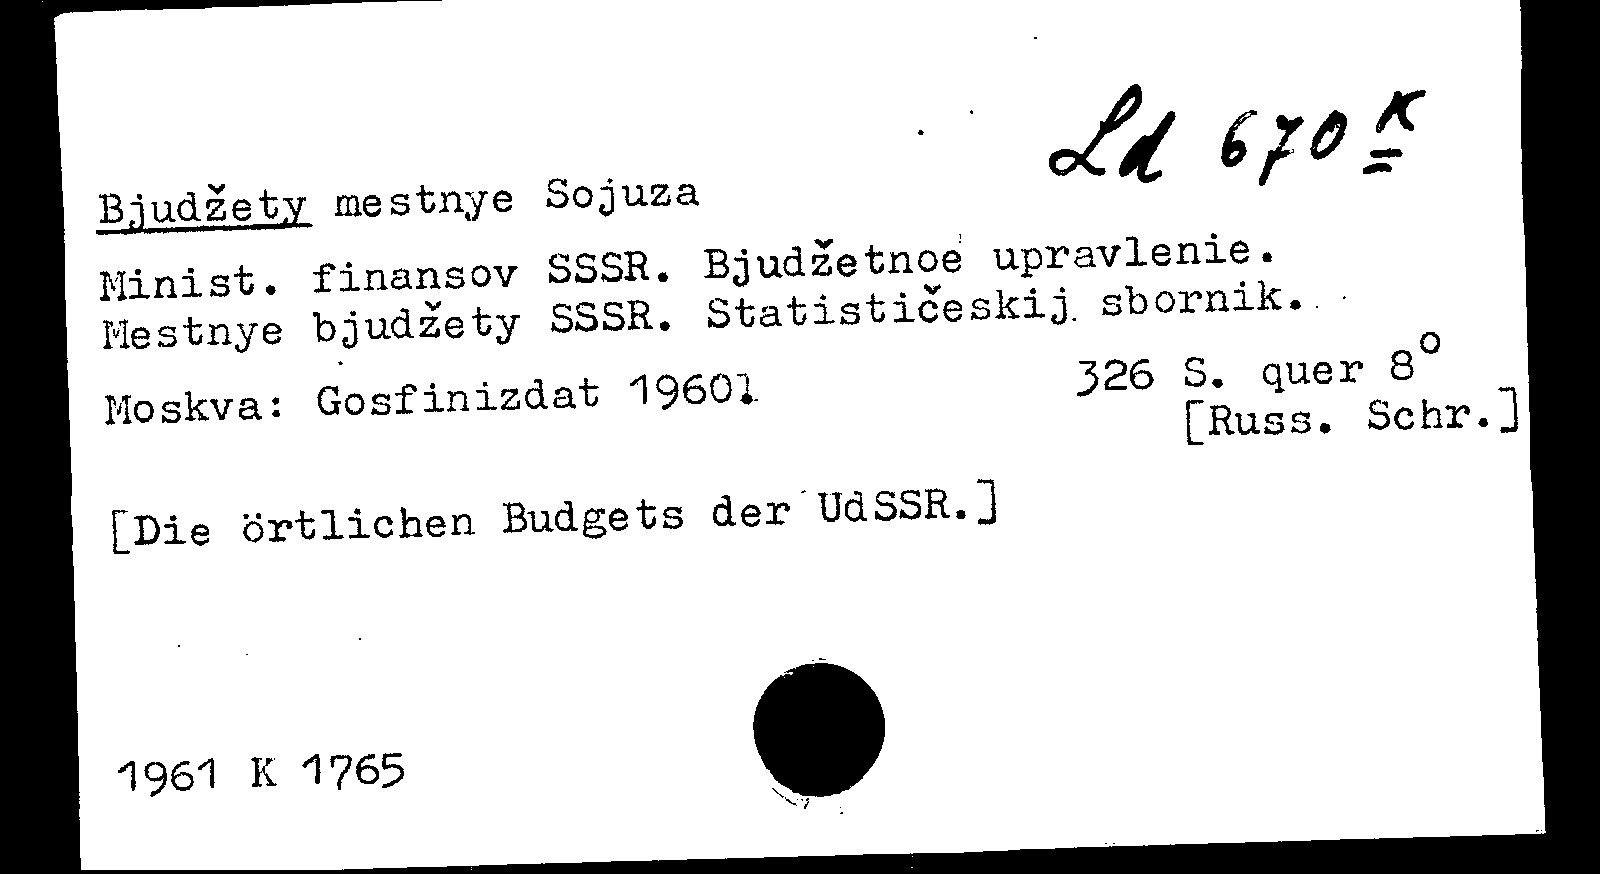 Ld 670 K
Bjudžety mestnye Sojuza
Minist. finansov SSSR. Bjudžetnoe upravlenie.
Mestnye bjudžety SSSR. Statističeskij sbornik.
Moskva: Gosfinizdat 1960. 326 S. quer 8°
[Russ. Schr.]
[Die örtlichen Budgets der UdSSR.]
1961 K 1765